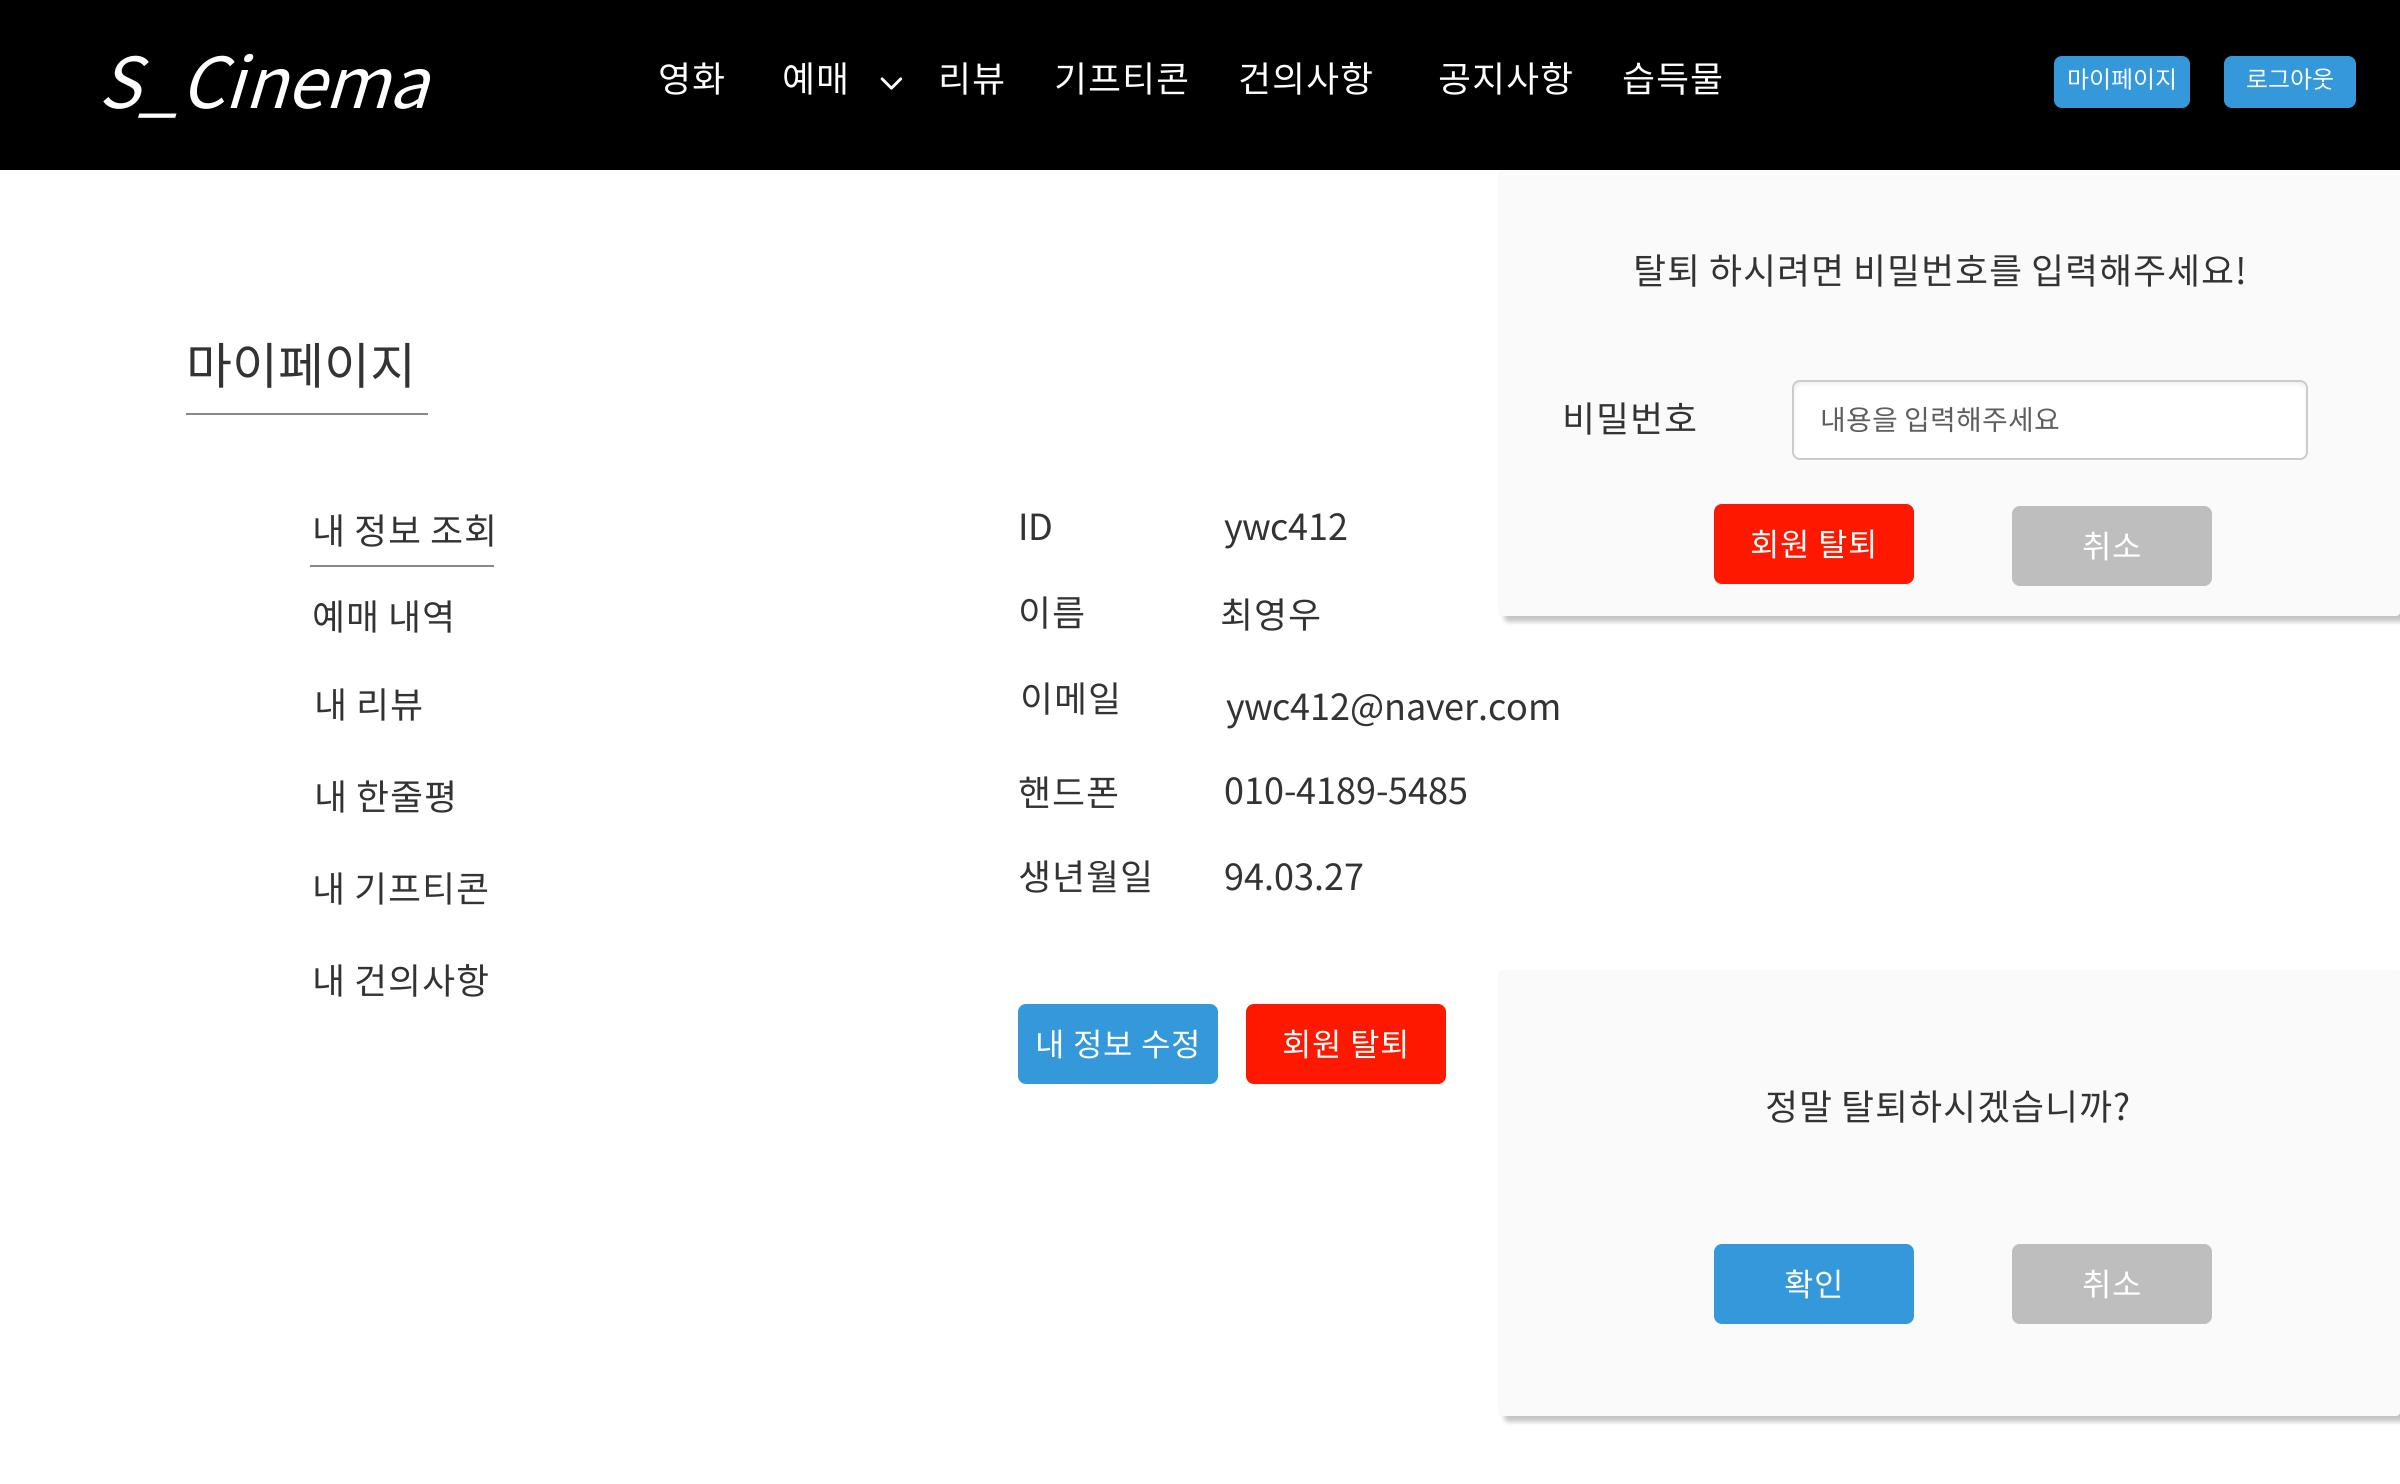 S_Cinema
영화 예매 리뷰 기프티콘 건의사항 공지사항 습득물
마이페이지 로그아웃
마이페이지
내 정보 조회
예매 내역
내 리뷰
내 한줄평
내 기프티콘
내 건의사항
ID ywc412
이름 최영우
이메일 ywc412@naver.com
핸드폰 010-4189-5485
생년월일 94.03.27
내 정보 수정 회원 탈퇴
탈퇴 하시려면 비밀번호를 입력해주세요!
비밀번호 내용을 입력해주세요
회원 탈퇴 취소
정말 탈퇴하시겠습니까?
확인 취소